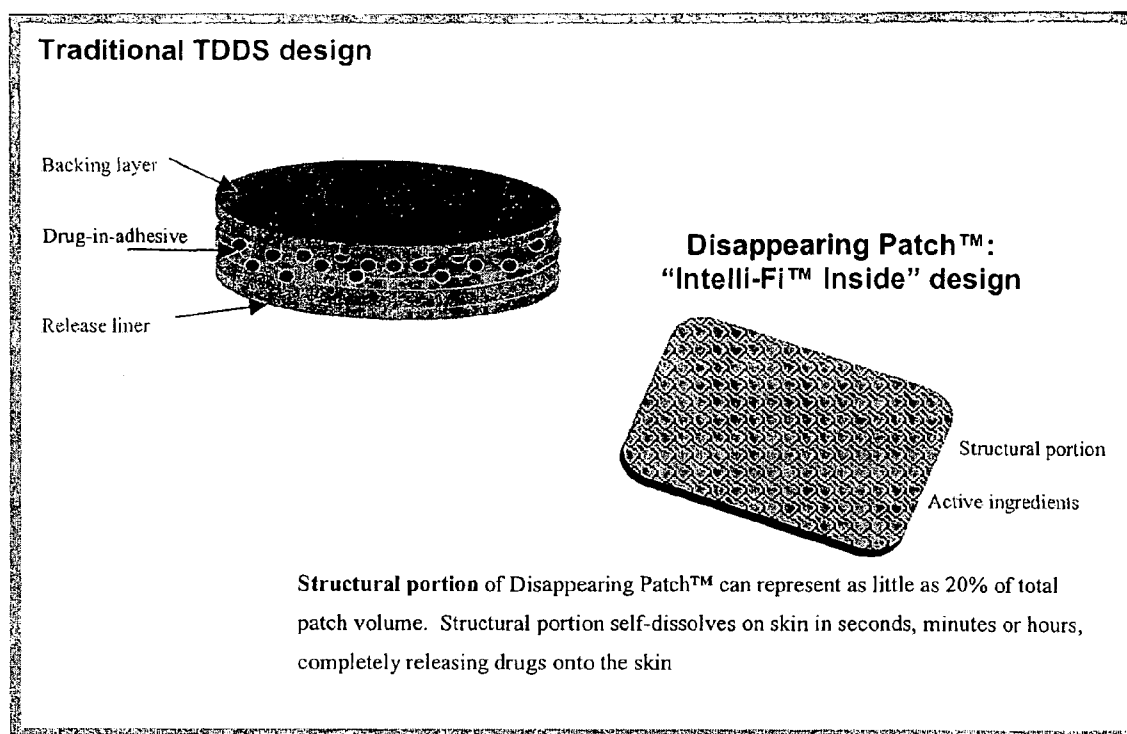 Traditional TDDS design
Backing layer
Drug-in-adhesive
Release liner
Disappearing Patch™:
“Intelli-Fi™ Inside” design
Structural portion
Active ingredients
Structural portion of Disappearing Patch™ can represent as little as 20% of total
patch volume. Structural portion self-dissolves on skin in seconds, minutes or hours,
completely releasing drugs onto the skin